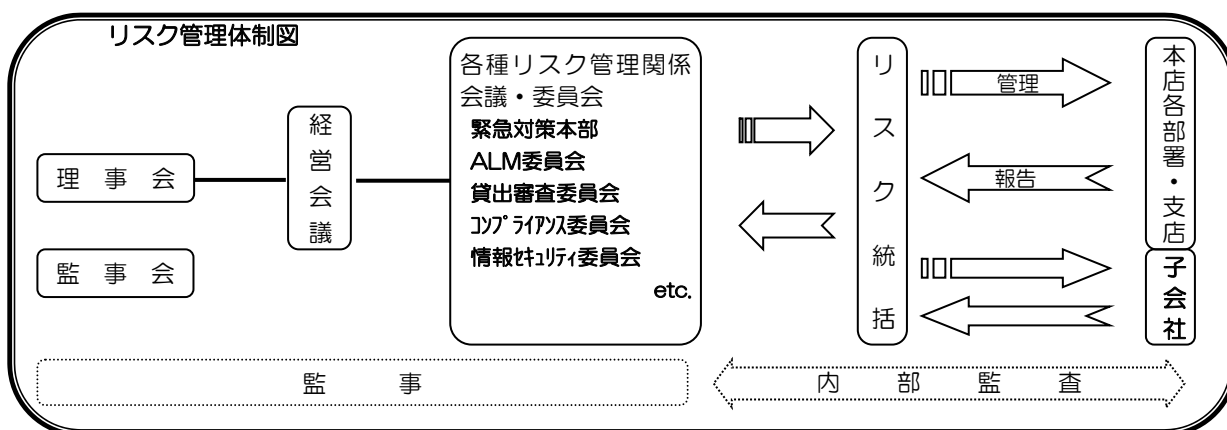 リスク管理体制図
理事会
監事会
経営会議
各種リスク管理関係
会議・委員会
緊急対策本部
ALM委員会
貸出審査委員会
コンプライアンス委員会
情報セキュリティ委員会
etc.
リスク統括
管理
報告
本店各部署・支店
子会社
監事
内部監査